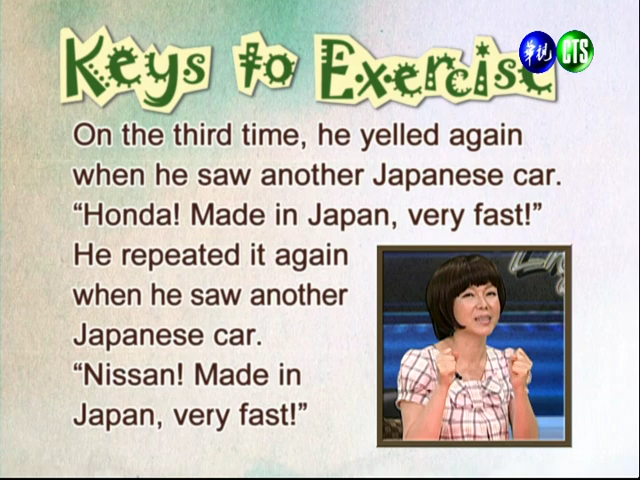 Keys to Exercise
華視 CTS
On the third time, he yelled again
when he saw another Japanese car.
“Honda! Made in Japan, very fast!”
He repeated it again
when he saw another
Japanese car.
“Nissan! Made in
Japan, very fast!”